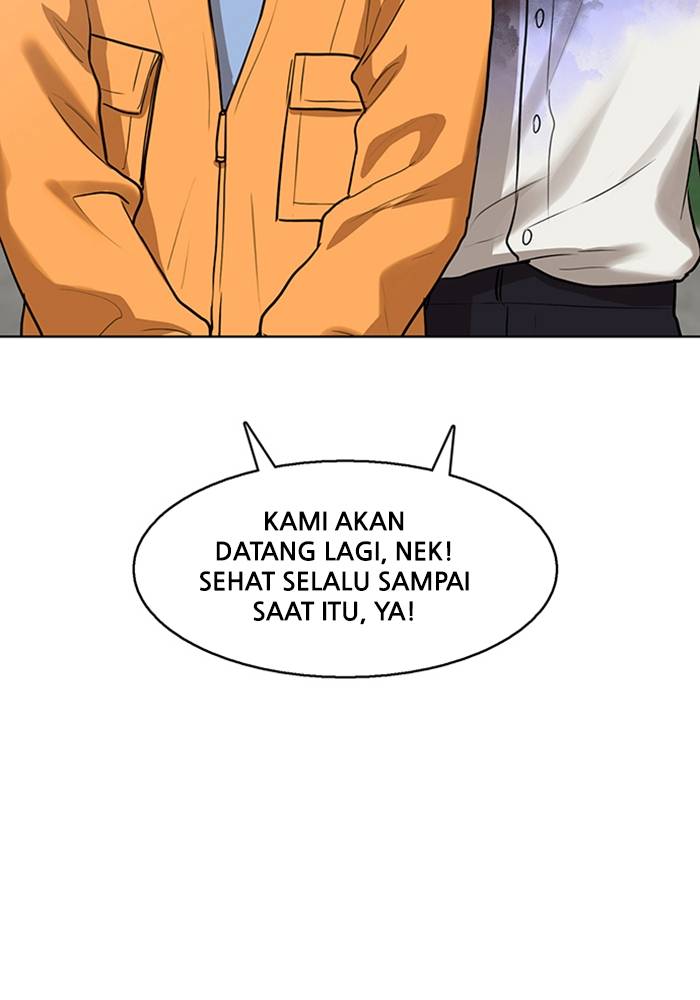 KAMI AKAN
DATANG LAGI, NEK!
SEHAT SELALU SAMPAI
SAAT ITU, YA!